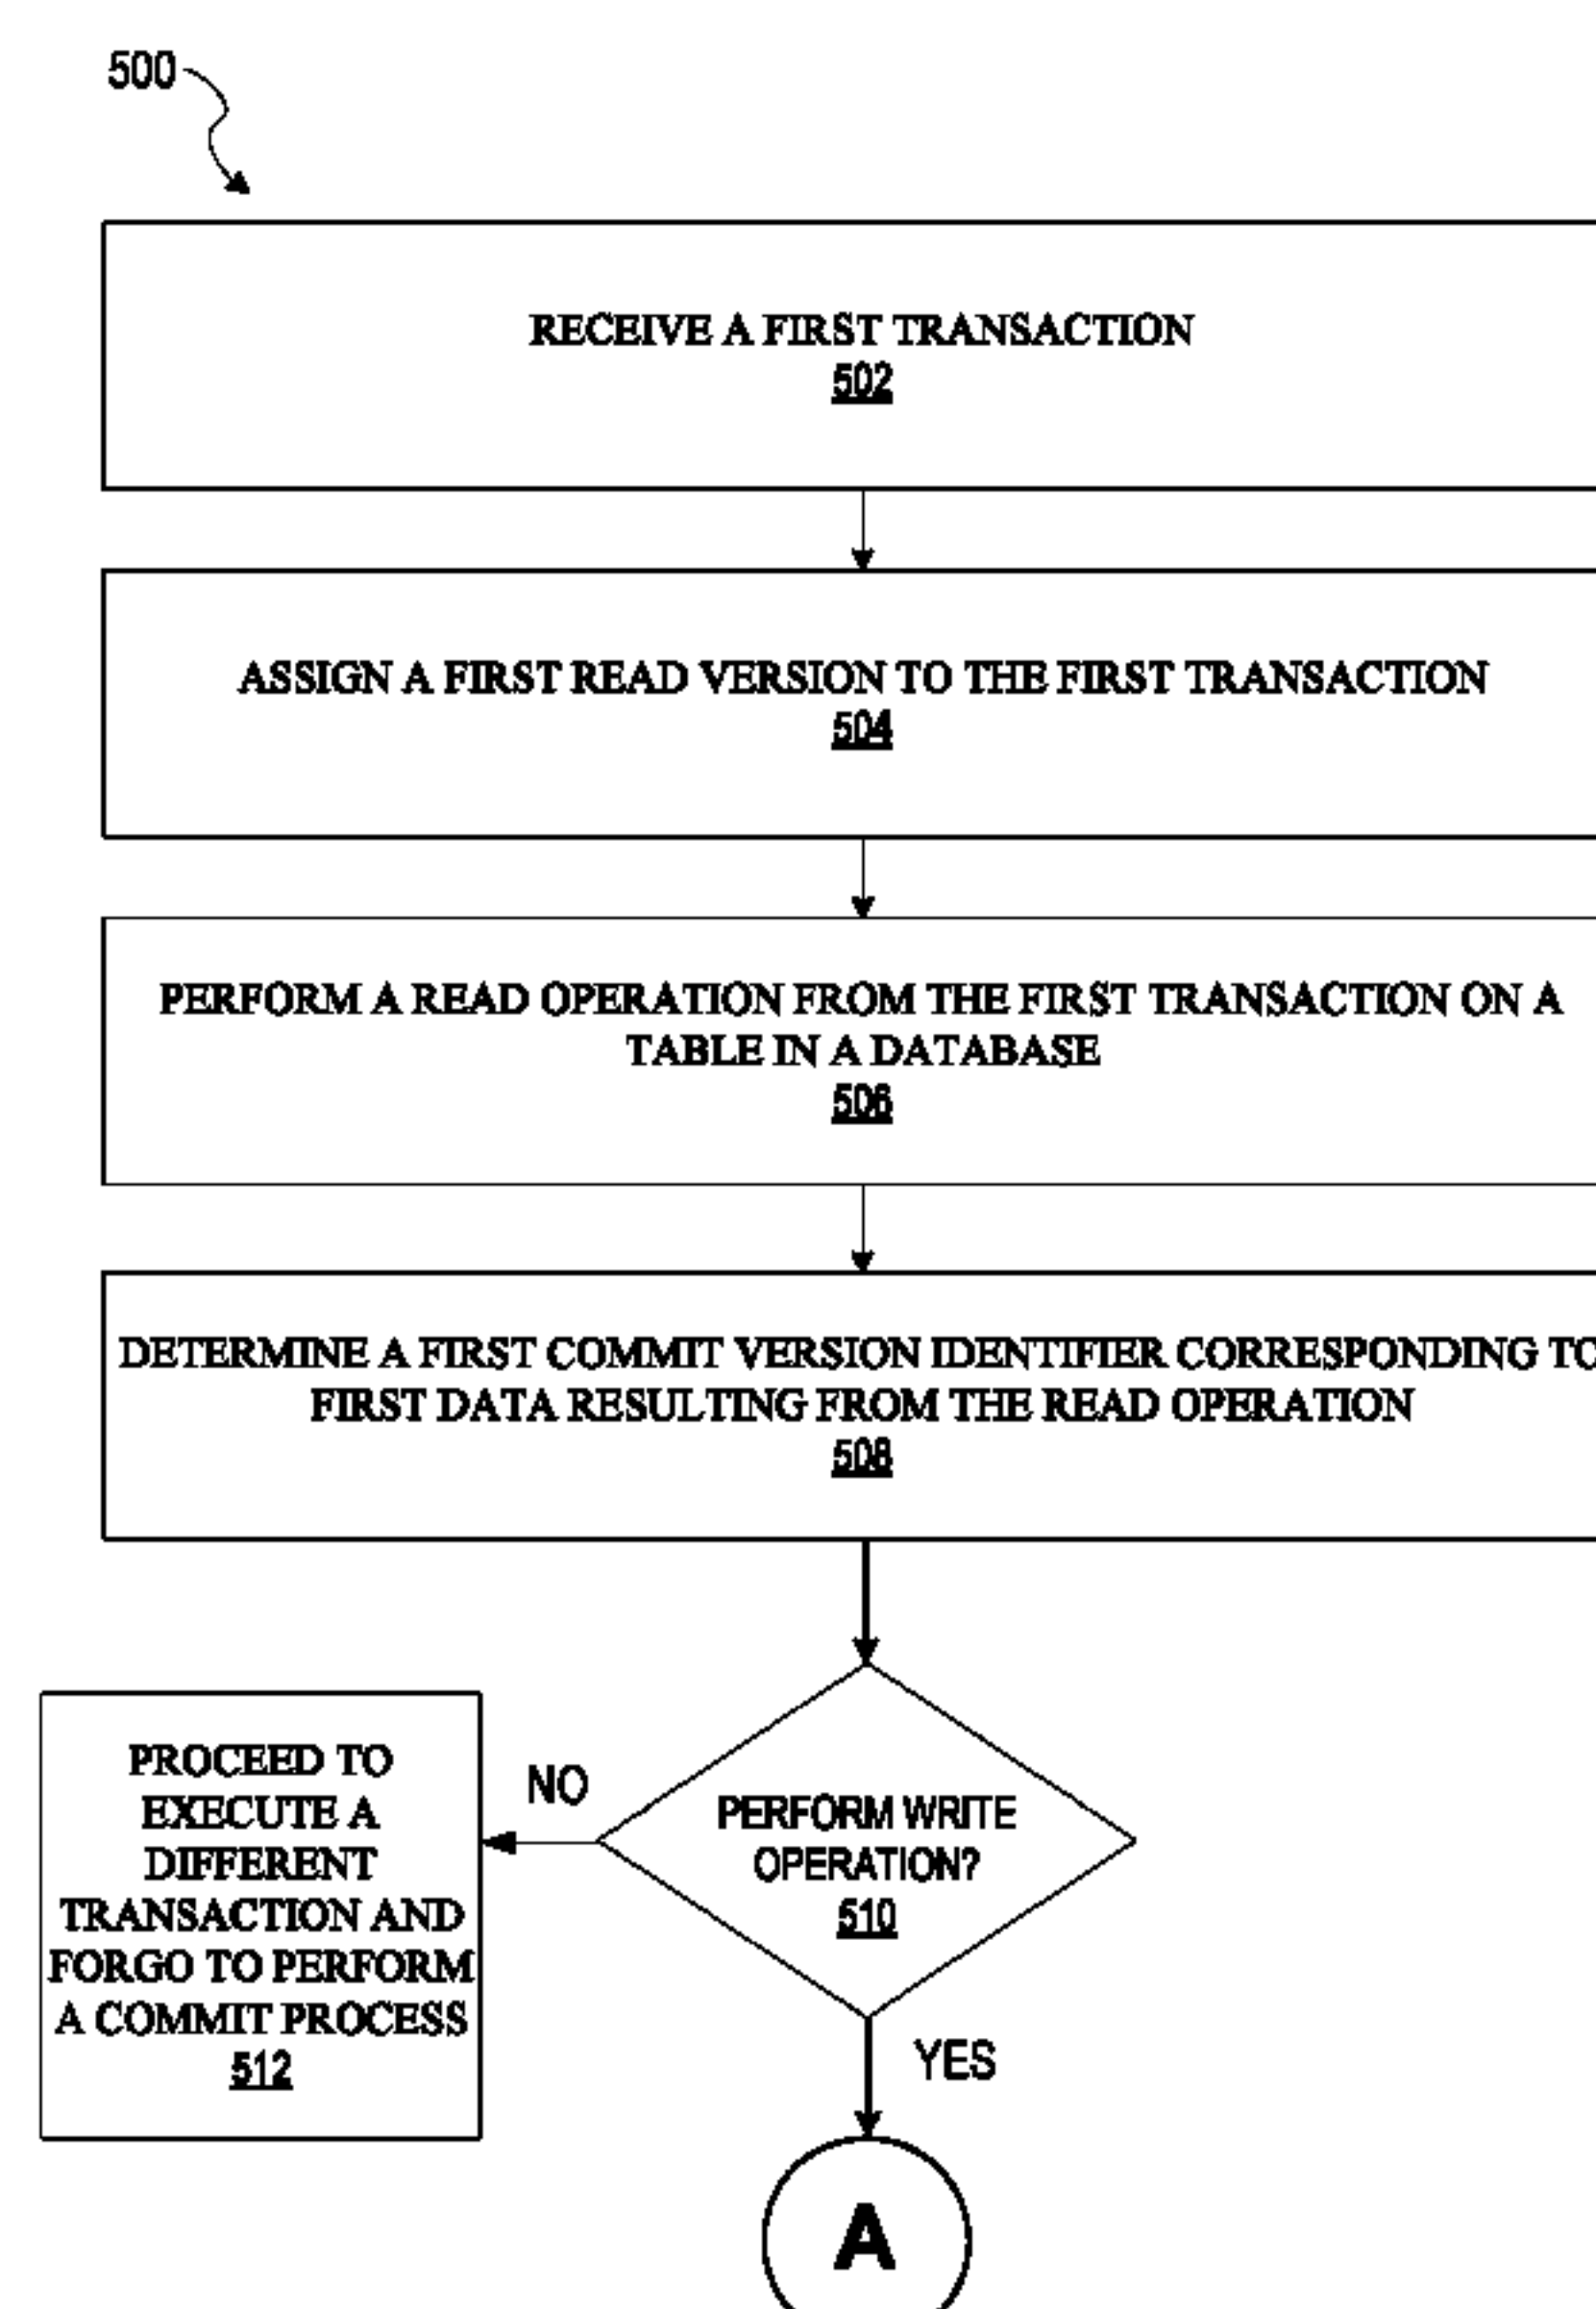 500
RECEIVE A FIRST TRANSACTION
502
ASSIGN A FIRST READ VERSION TO THE FIRST TRANSACTION
504
PERFORM A READ OPERATION FROM THE FIRST TRANSACTION ON A
TABLE IN A DATABASE
506
DETERMINE A FIRST COMMIT VERSION IDENTIFIER CORRESPONDING TO
FIRST DATA RESULTING FROM THE READ OPERATION
508
PERFORM WRITE
OPERATION?
510
NO
PROCEED TO
EXECUTE A
DIFFERENT
TRANSACTION AND
FORGO TO PERFORM
A COMMIT PROCESS
512
YES
A